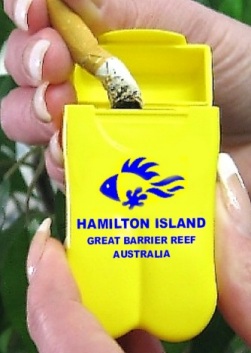 HAMILTON ISLAND
GREAT BARRIER REEF
AUSTRALIA